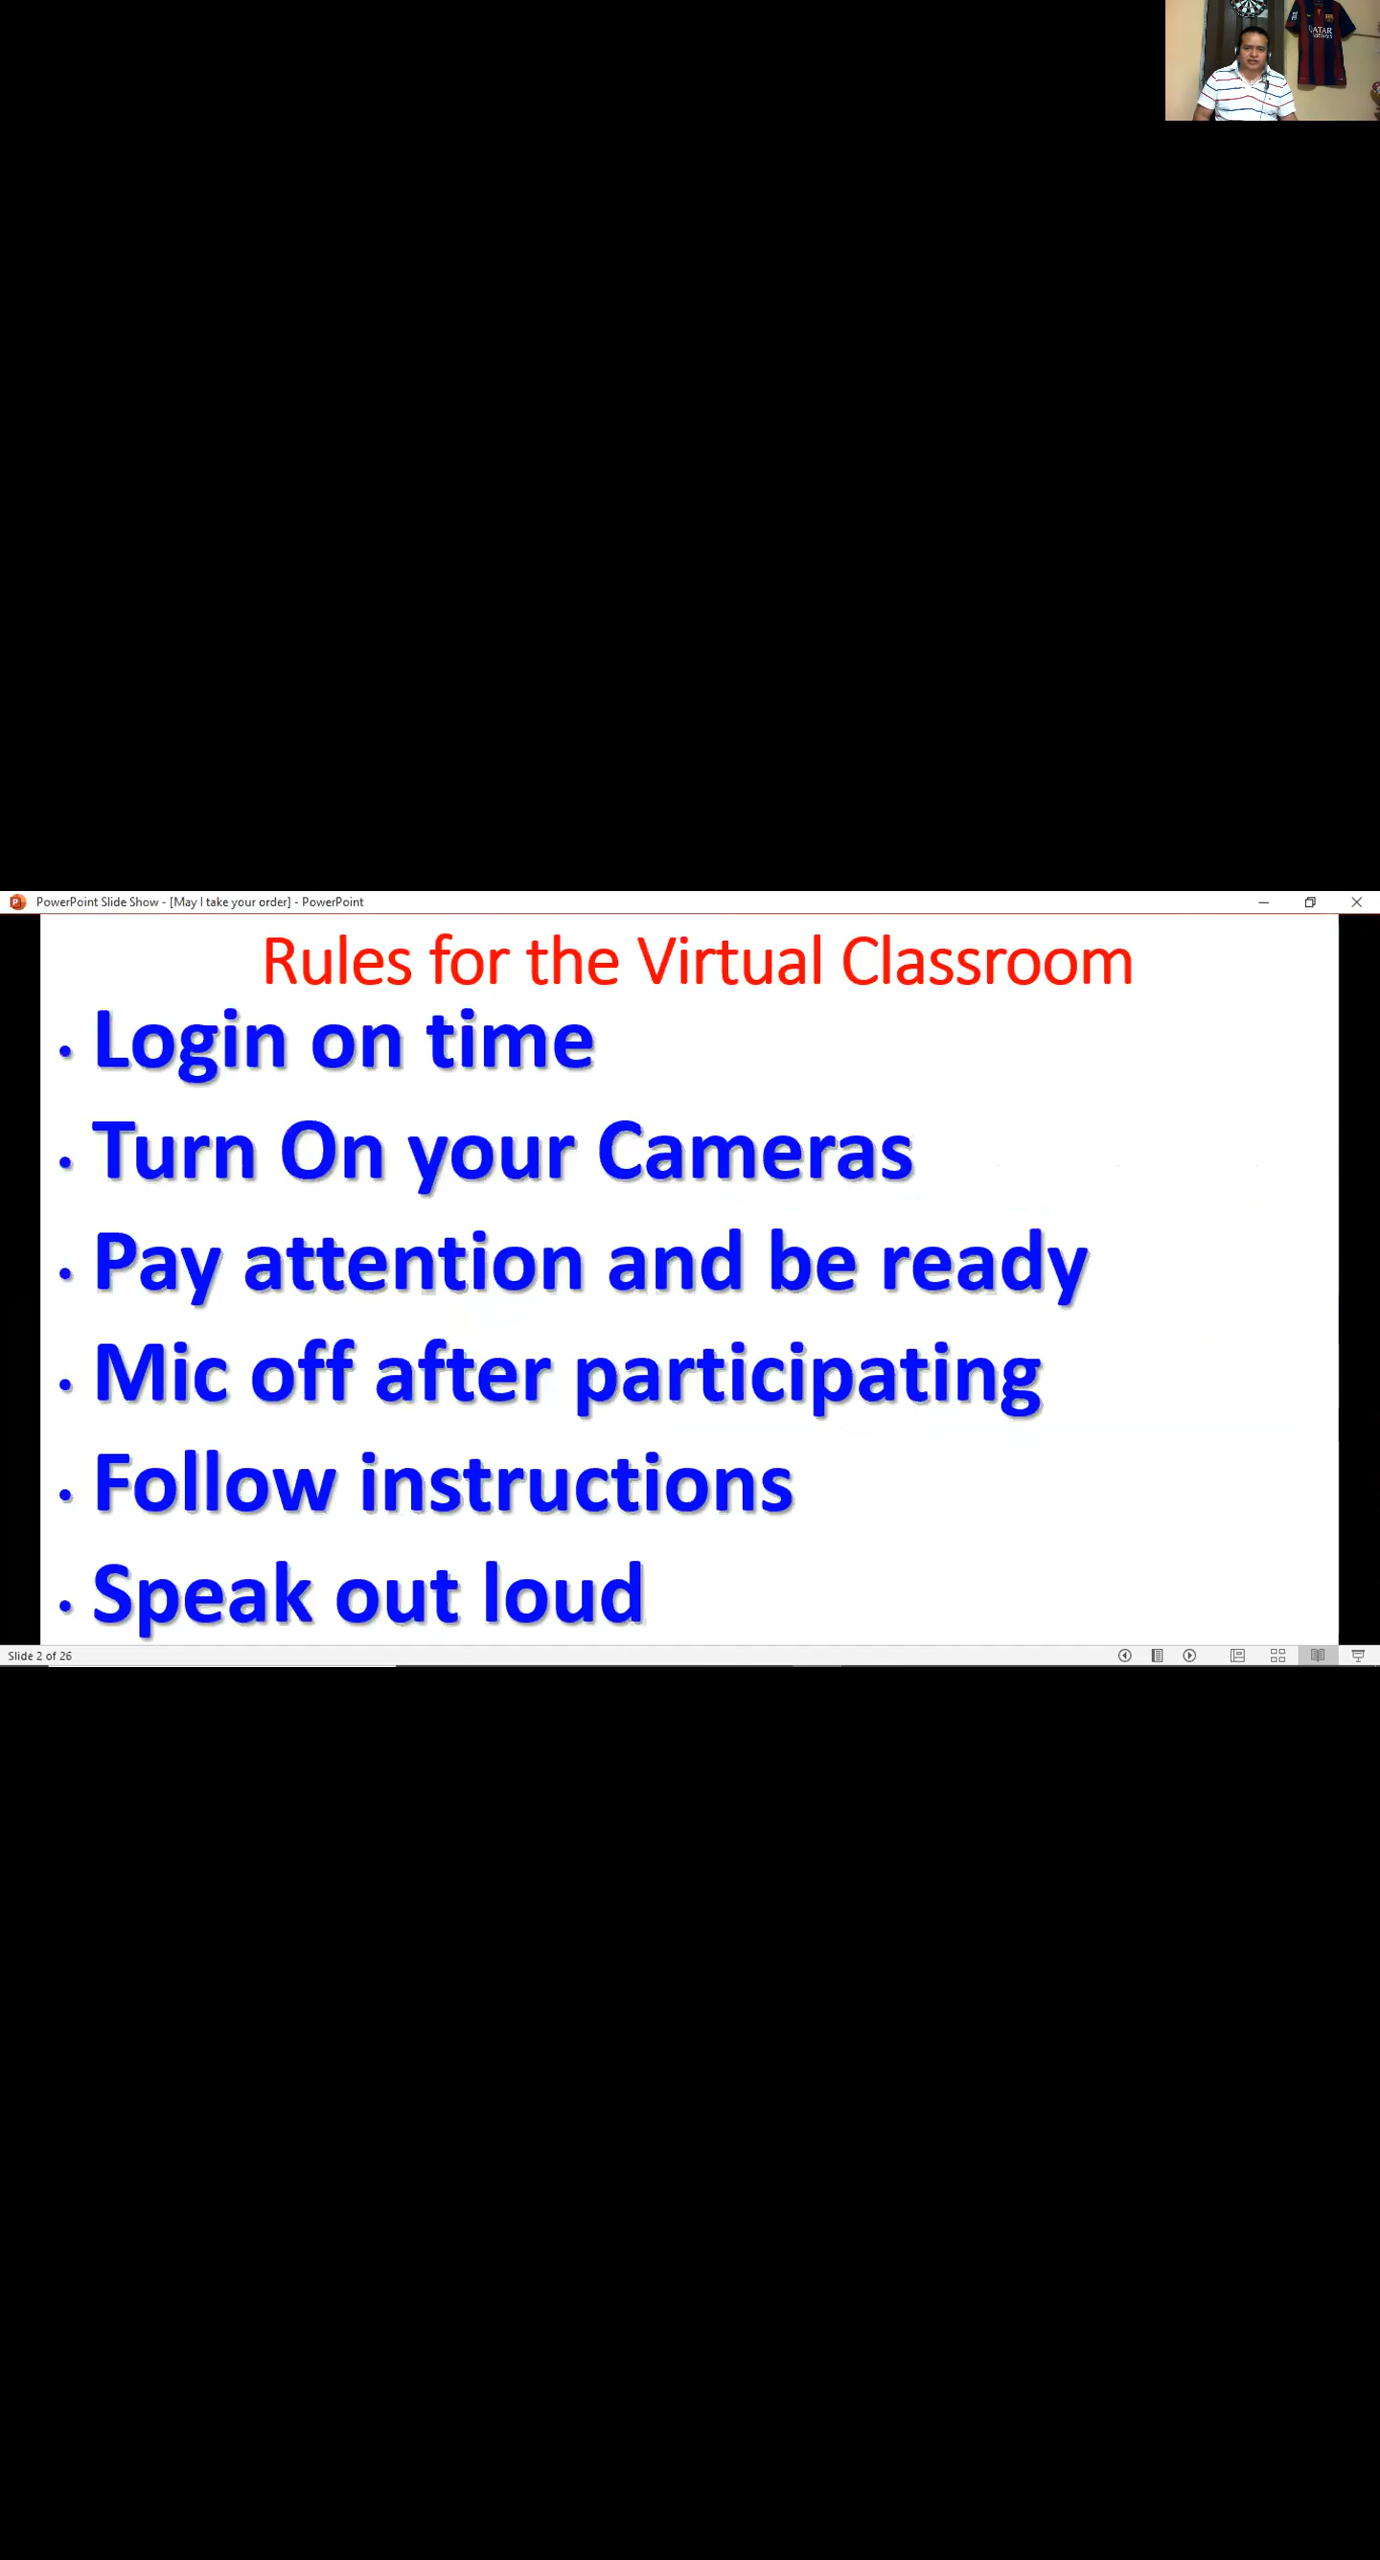 QATAR
PowerPoint Slide Show - [May I take your order] - PowerPoint
Rules for the Virtual Classroom
• Login on time
• Turn On your Cameras
• Pay attention and be ready
• Mic off after participating
• Follow instructions
• Speak out loud
Slide 2 of 26